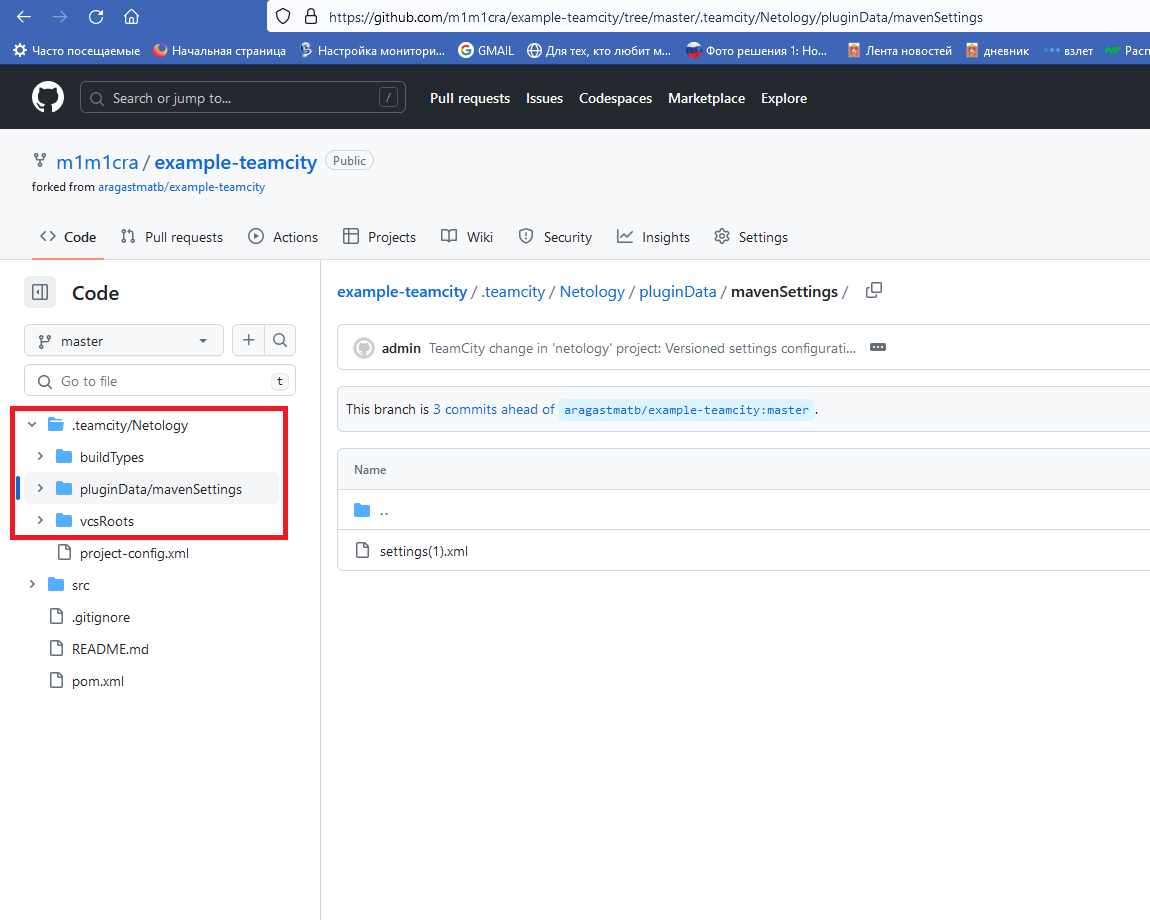 https://github.com/m1m1cra/example-teamcity/tree/master/.teamcity/Netology/pluginData/mavenSettings
Часто посещаемые Начальная страница Настройка монитори... GMAIL Для тех, кто любит м... Фото решения 1: Но... Лента новостей дневник взлет Расп
Search or jump to... / Pull requests Issues Codespaces Marketplace Explore
m1m1cra / example-teamcity Public
forked from aragastmatb/example-teamcity
Code Pull requests Actions Projects Wiki Security Insights Settings
Code
master
Go to file t
.teamcity/Netology
buildTypes
pluginData/mavenSettings
vcsRoots
project-config.xml
src
.gitignore
README.md
pom.xml
example-teamcity / .teamcity / Netology / pluginData / mavenSettings /
admin TeamCity change in 'netology' project: Versioned settings configurati...
This branch is 3 commits ahead of aragastmatb/example-teamcity:master .
Name
..
settings(1).xml